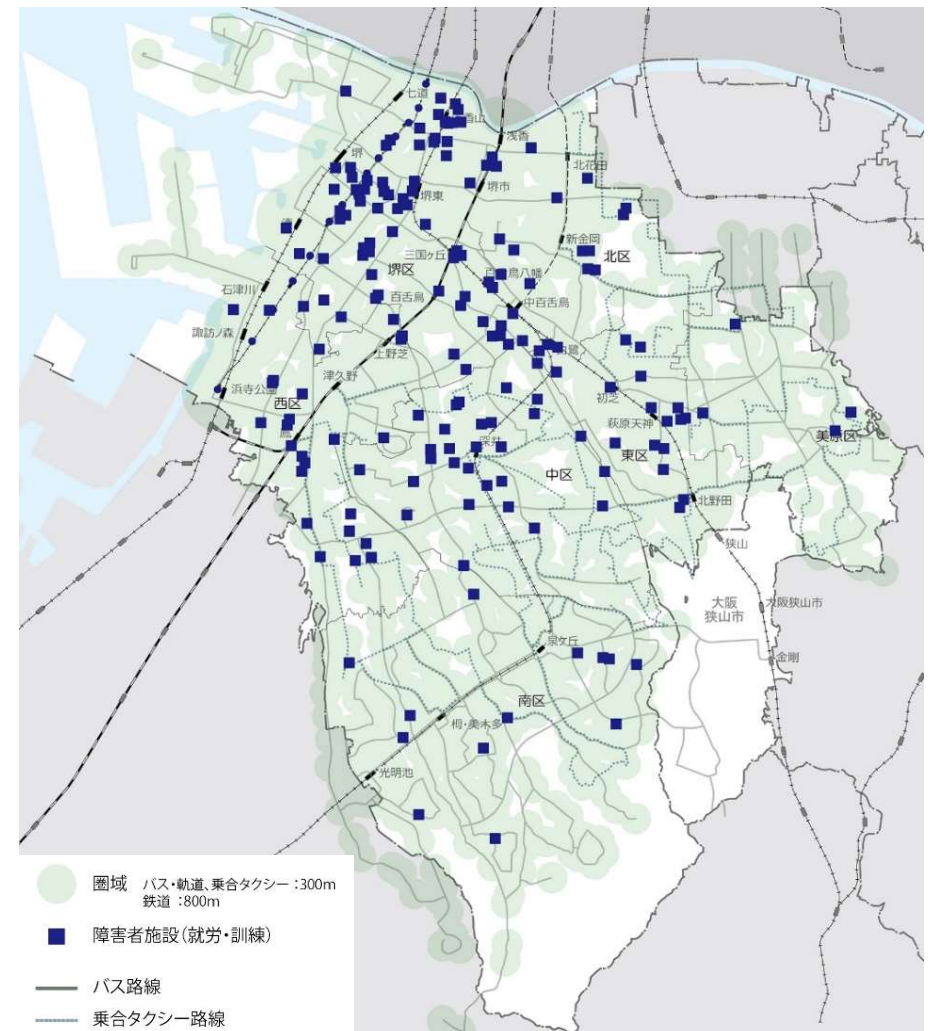 七道
香山
浅香
北花田
堺
堺東
堺市
湊
新金岡
北区
三国ヶ丘
堺区
百舌鳥八幡
石津川
百舌鳥
中百舌鳥
諏訪ノ森
上野芝
白鷺
津久野
浜寺公園
初芝
西区
萩原天神
鳳
美原区
深井
東区
中区
北野田
狭山
大阪
狭山市
大阪狭山市
泉ケ丘
金剛
南区
栂・美木多
光明池
圏域 バス・軌道、乗合タクシー:300m
鉄道 :800m
障害者施設(就労・訓練)
バス路線
乗合タクシー路線